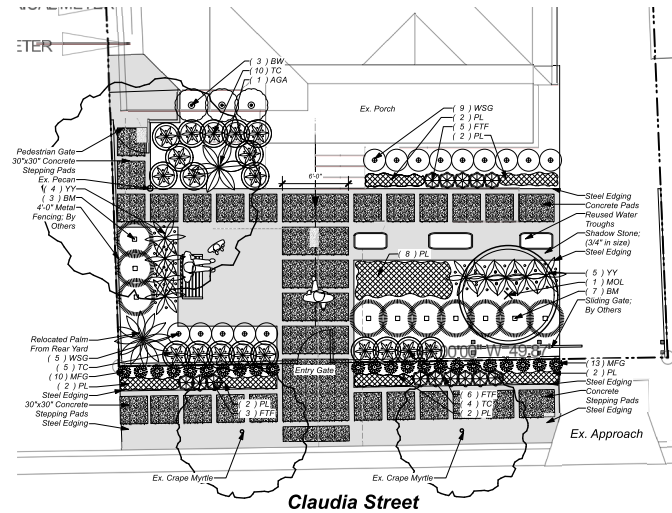 ETER
( 3 ) BW
( 10) TC
( 1 ) AGA
Ex. Porch
( 9 ) WSG
( 2 ) PL
( 5 ) FTF
( 2 ) PL
Pedestrian Gate
30"x30" Concrete
Stepping Pads
Ex. Pecan
( 4 ) YY
( 3 ) BM
4'-0" Metal
Fencing; By
Others
6'-0"
Steel Edging
Concrete Pads
Reused Water
Troughs
Shadow Stone;
(3/4" in size)
Steel Edging
( 8 ) PL
( 5 ) YY
( 1 ) MOL
( 7 ) BM
Sliding Gate;
By Others
Relocated Palm
From Rear Yard
( 5 ) WSG
( 5 ) TC
( 10) MFG
( 2 ) PL
Steel Edging
30"x30" Concrete
Stepping Pads
Steel Edging
Entry Gate
( 2 ) PL
( 3 ) FTF
( 6 ) FTF
( 4 ) TC
( 2 ) PL
( 13) MFG
( 2 ) PL
Steel Edging
Concrete
Stepping Pads
Steel Edging
Ex. Approach
Ex. Crape Myrtle
Ex. Crape Myrtle
Claudia Street